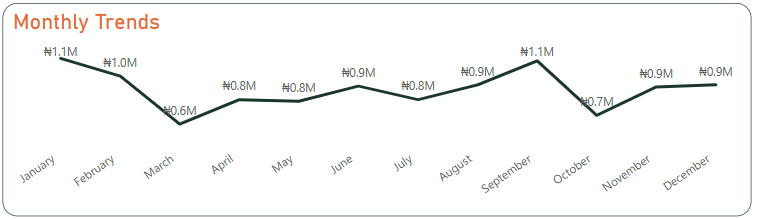 Monthly Trends
₦1.1M
₦1.0M
₦0.6M
₦0.8M
₦0.8M
₦0.9M
₦0.8M
₦0.9M
₦1.1M
₦0.7M
₦0.9M
₦0.9M
January
February
March
April
May
June
July
August
September
October
November
December